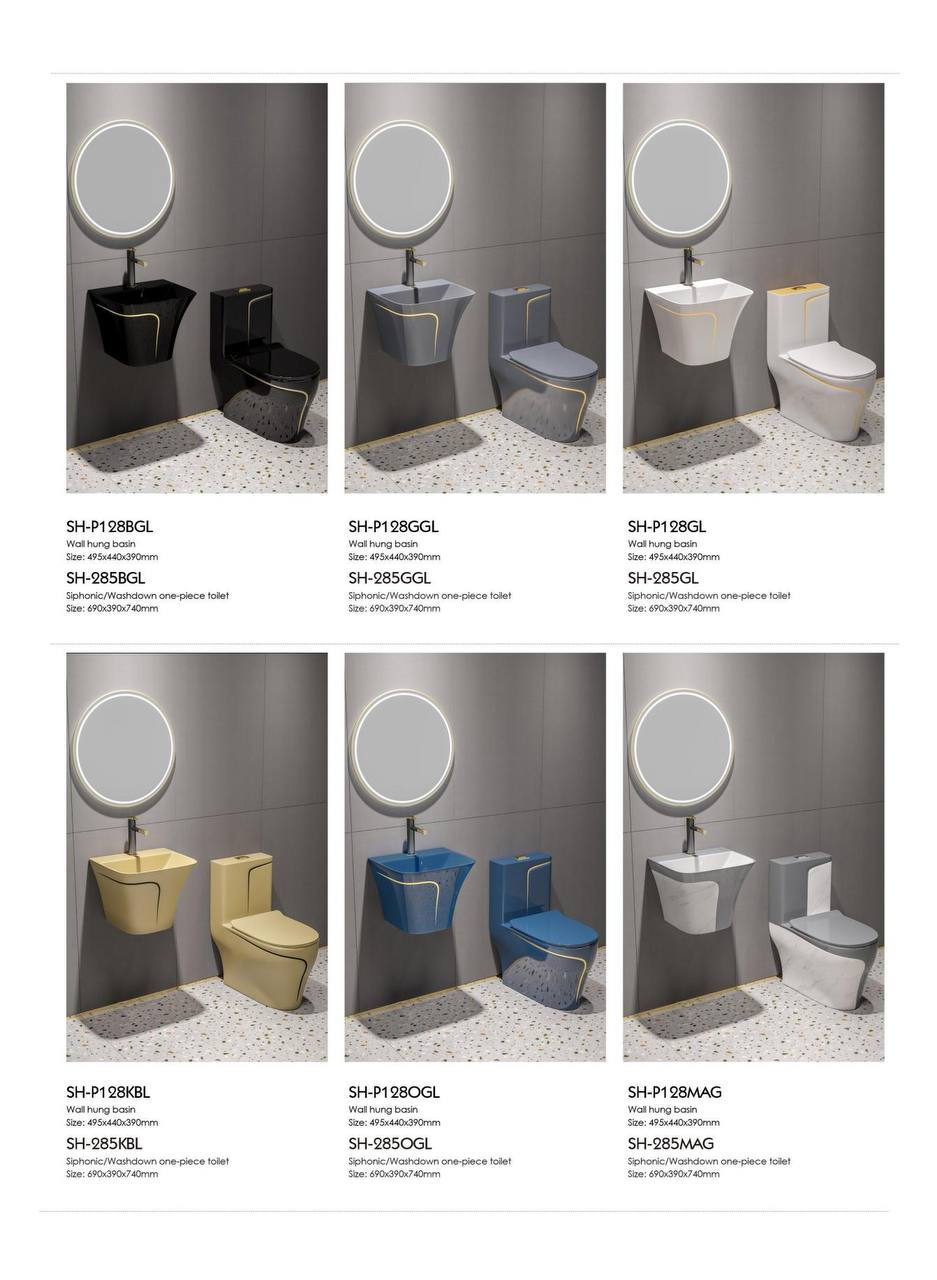 SH-P128BGL
Wall hung basin
Size: 495x440x390mm
SH-285BGL
Siphonic/Washdown one-piece toilet
Size: 690x390x740mm
SH-P128GGL
Wall hung basin
Size: 495x440x390mm
SH-285GGL
Siphonic/Washdown one-piece toilet
Size: 690x390x740mm
SH-P128GL
Wall hung basin
Size: 495x440x390mm
SH-285GL
Siphonic/Washdown one-piece toilet
Size: 690x390x740mm
SH-P128KBL
Wall hung basin
Size: 495x440x390mm
SH-285KBL
Siphonic/Washdown one-piece toilet
Size: 690x390x740mm
SH-P128OGL
Wall hung basin
Size: 495x440x390mm
SH-285OGL
Siphonic/Washdown one-piece toilet
Size: 690x390x740mm
SH-P128MAG
Wall hung basin
Size: 495x440x390mm
SH-285MAG
Siphonic/Washdown one-piece toilet
Size: 690x390x740mm